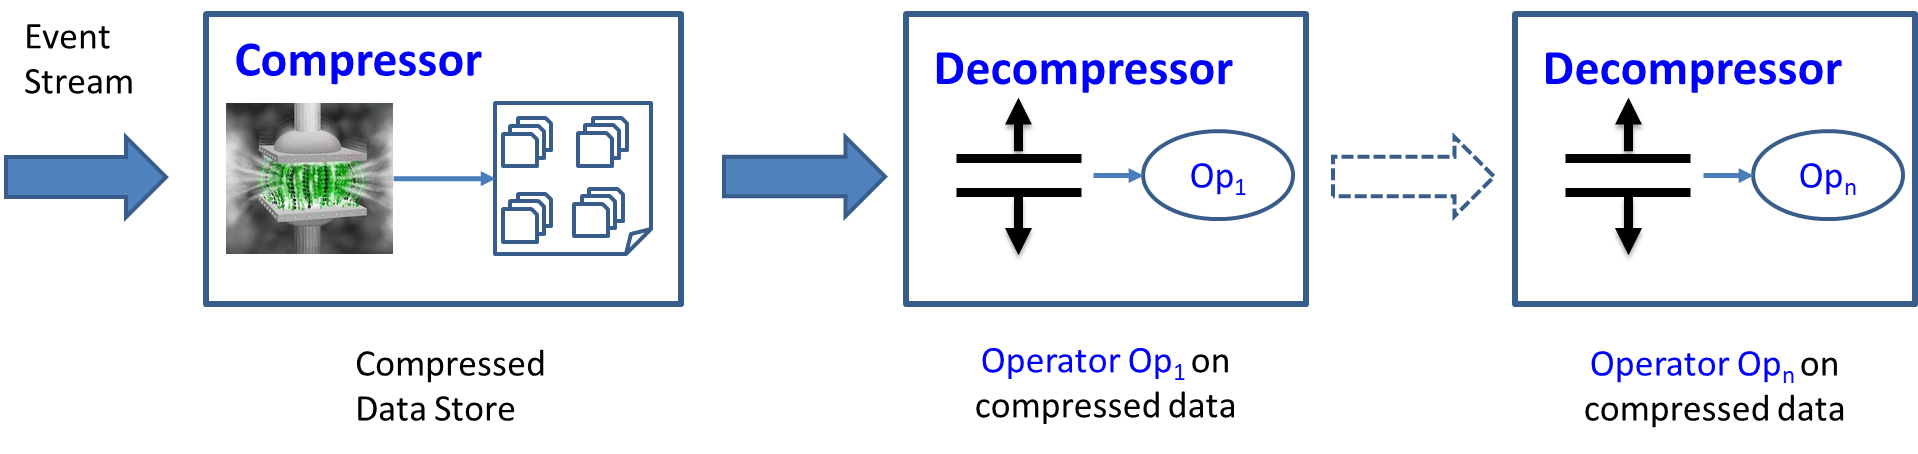 Event
Stream
Compressor
Compressed
Data Store
Decompressor
Op1
Operator Op1 on
compressed data
Decompressor
Opn
Operator Opn on
compressed data